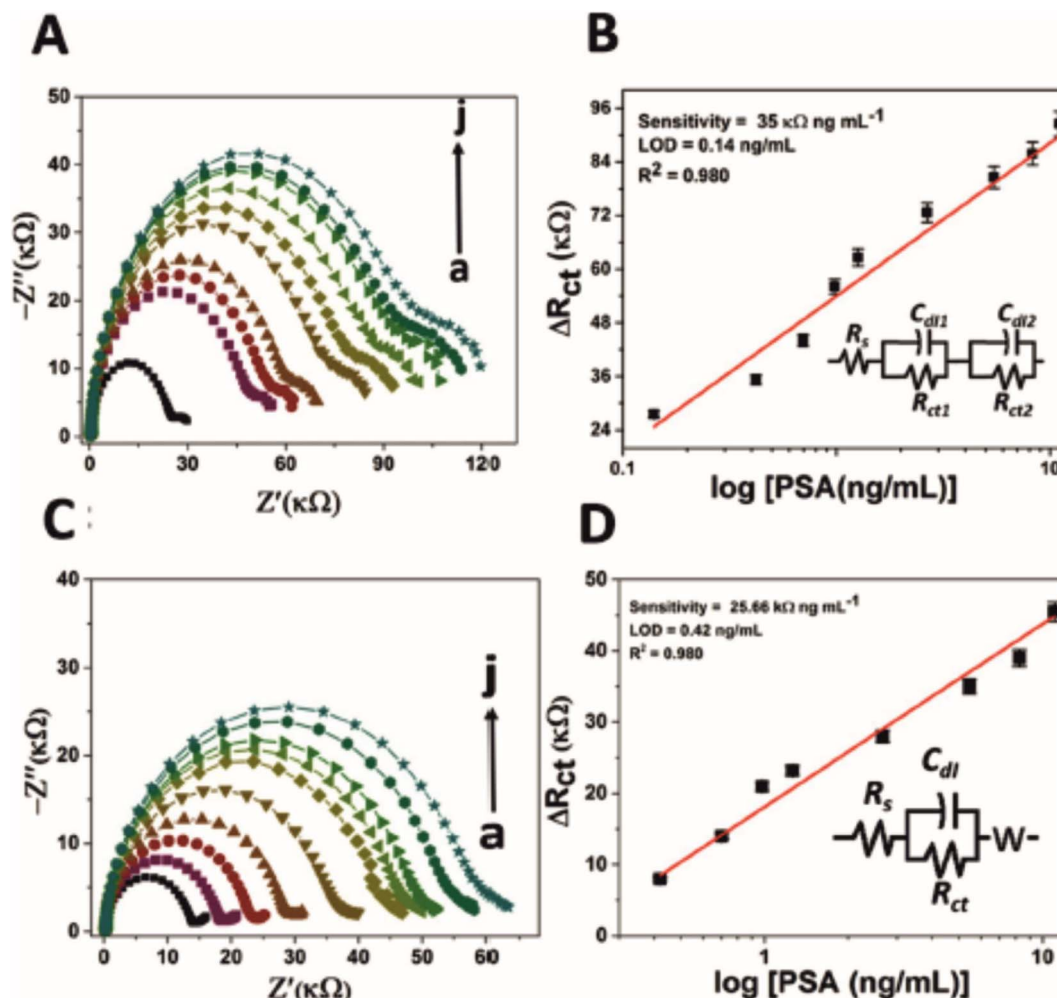 A
−Z″(κΩ)
50
40
30
20
10
0
j
a
0 30 60 90 120
Z′(κΩ)
B
ΔRct (κΩ)
96
84
72
60
48
36
24
Sensitivity = 35 κΩ ng mL⁻¹
LOD = 0.14 ng/mL
R² = 0.980
Rs Cdl1 Cdl2
Rct1 Rct2
0.1 1 10
log [PSA(ng/mL)]
C
−Z″(κΩ)
40
30
20
10
0
j
a
0 10 20 30 40 50 60
Z′(κΩ)
D
ΔRct (κΩ)
50
40
30
20
10
0
Sensitivity = 25.66 kΩ ng mL⁻¹
LOD = 0.42 ng/mL
R² = 0.980
Cdl
Rs
W
Rct
1 10
log [PSA (ng/mL)]